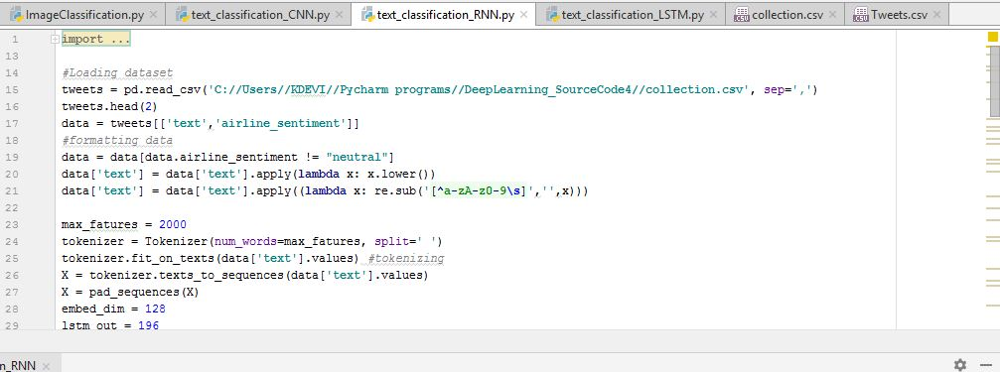 ImageClassification.py × text_classification_CNN.py × text_classification_RNN.py × text_classification_LSTM.py × collection.csv × Tweets.csv ×
1 import ...
13
14 #Loading dataset
15 tweets = pd.read_csv('C://Users//KDEVI//Pycharm programs//DeepLearning_SourceCode4//collection.csv', sep=',')
16 tweets.head(2)
17 data = tweets[['text','airline_sentiment']]
18 #formatting data
19 data = data[data.airline_sentiment != "neutral"]
20 data['text'] = data['text'].apply(lambda x: x.lower())
21 data['text'] = data['text'].apply((lambda x: re.sub('[^a-zA-z0-9\s]','',x)))
22
23 max_fatures = 2000
24 tokenizer = Tokenizer(num_words=max_fatures, split=' ')
25 tokenizer.fit_on_texts(data['text'].values) #tokenizing
26 X = tokenizer.texts_to_sequences(data['text'].values)
27 X = pad_sequences(X)
28 embed_dim = 128
29 lstm_out = 196
n_RNN ×